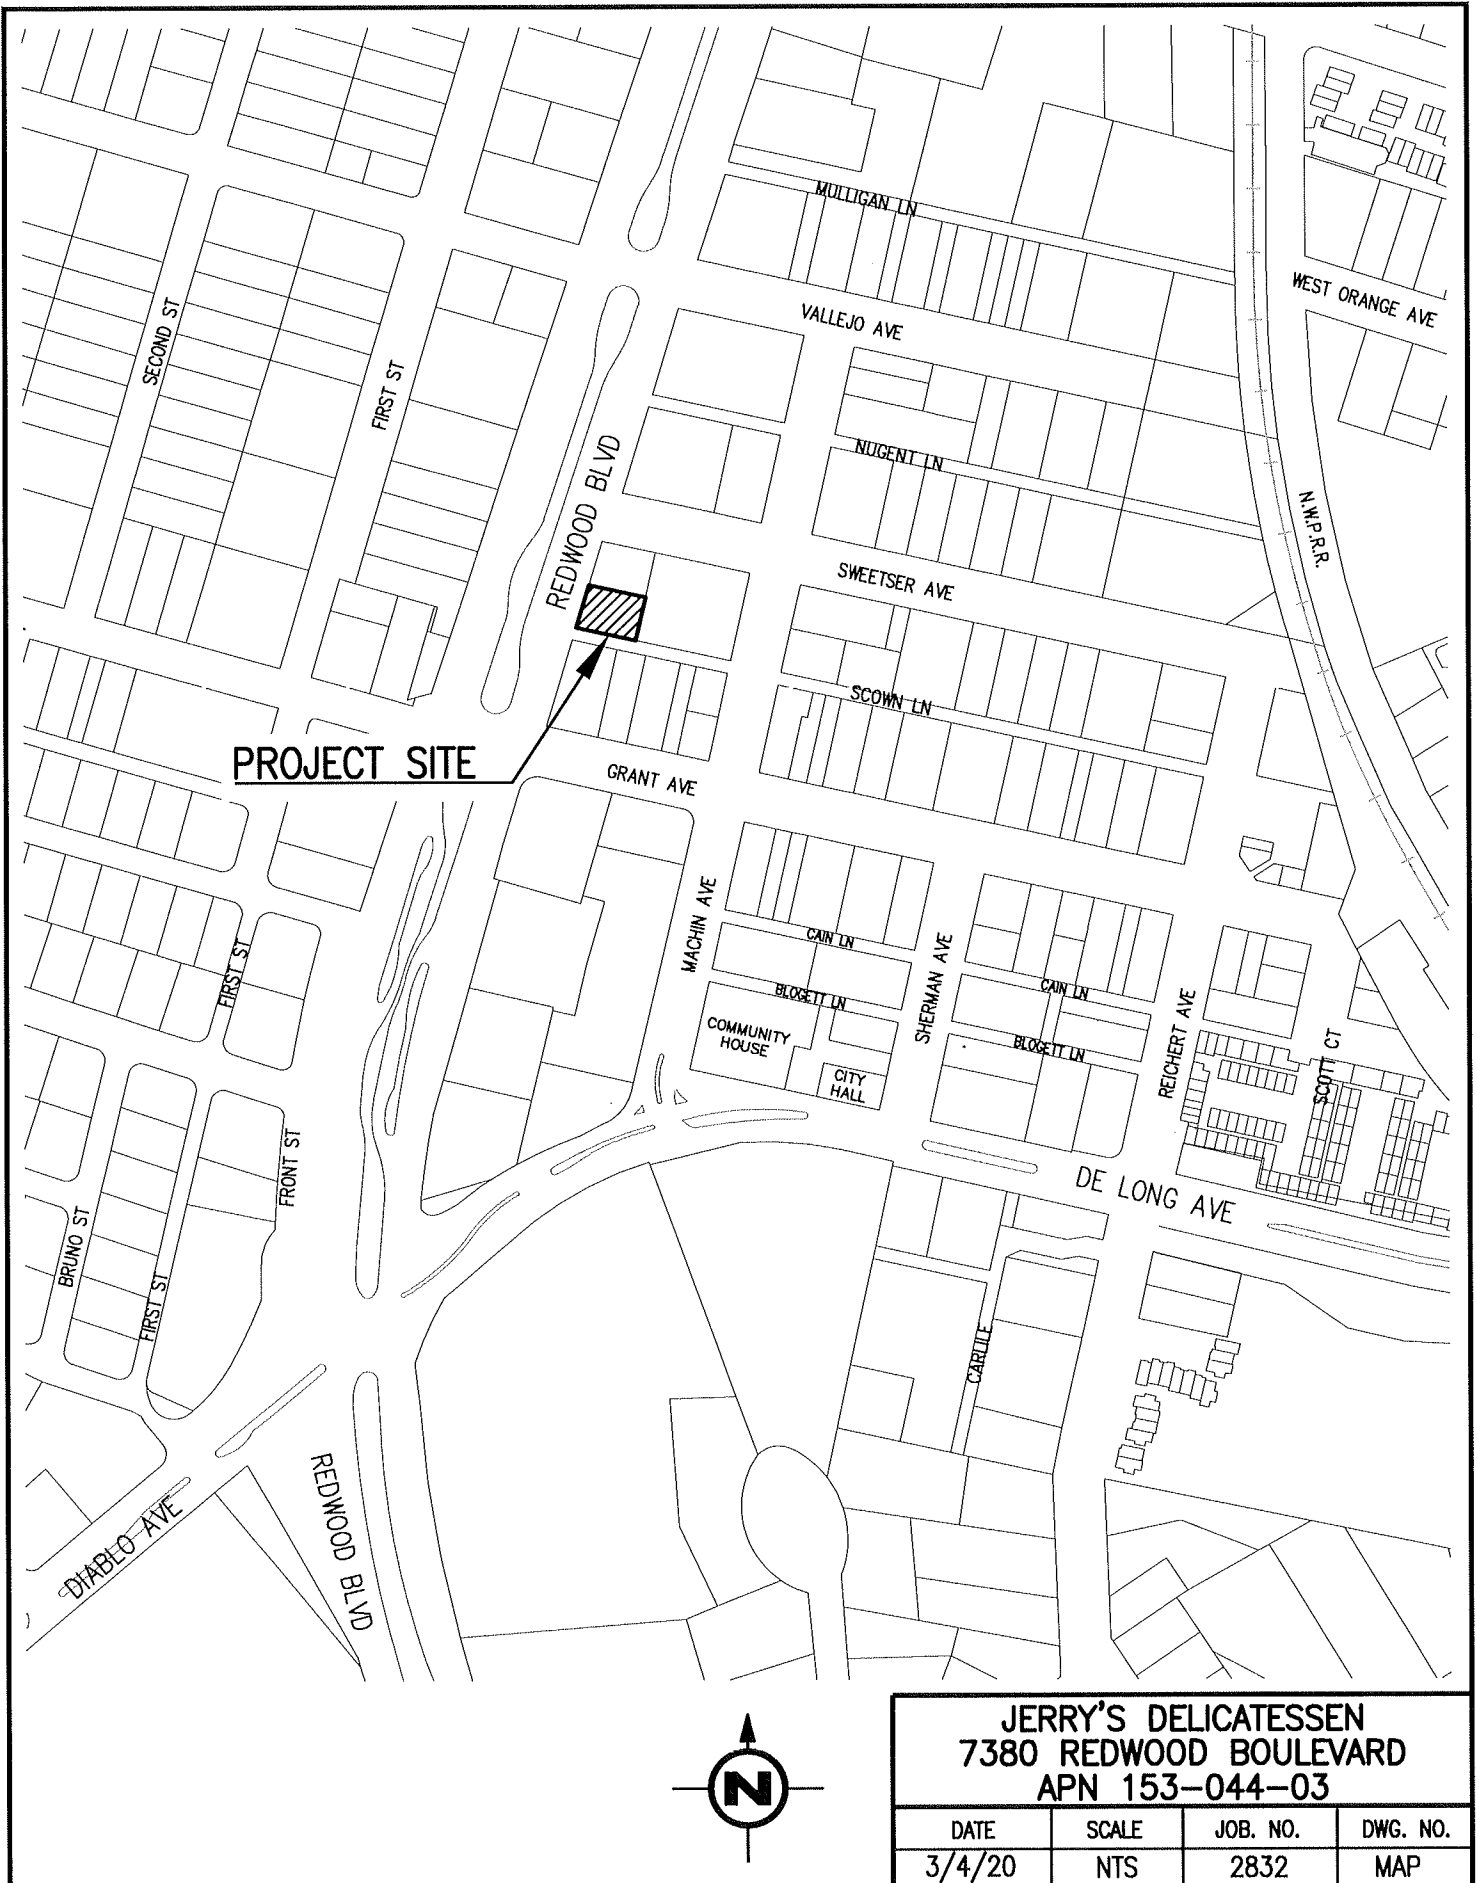 MULLIGAN LN
WEST ORANGE AVE
VALLEJO AVE
SECOND ST
FIRST ST
REDWOOD BLVD
NUGENT LN
N.W.P.R.R.
SWEETSER AVE
SCOWN LN
PROJECT SITE
GRANT AVE
MACHIN AVE
CAIN LN
SHERMAN AVE
FIRST ST
BLOGETT LN
CAIN LN
REICHERT AVE
COMMUNITY
HOUSE
BLOGETT LN
SCOTT CT
CITY
HALL
FRONT ST
DE LONG AVE
BRUNO ST
FIRST ST
CARLILE
DIABLO AVE
REDWOOD BLVD
N
JERRY'S DELICATESSEN
7380 REDWOOD BOULEVARD
APN 153-044-03
DATE SCALE JOB. NO. DWG. NO.
3/4/20 NTS 2832 MAP